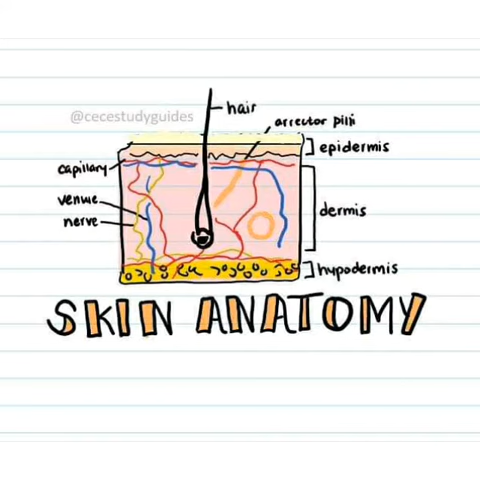 @cecestudyguides
hair
arrector pili
epidermis
capillary
venule
nerve
dermis
hypodermis
SKIN ANATOMY